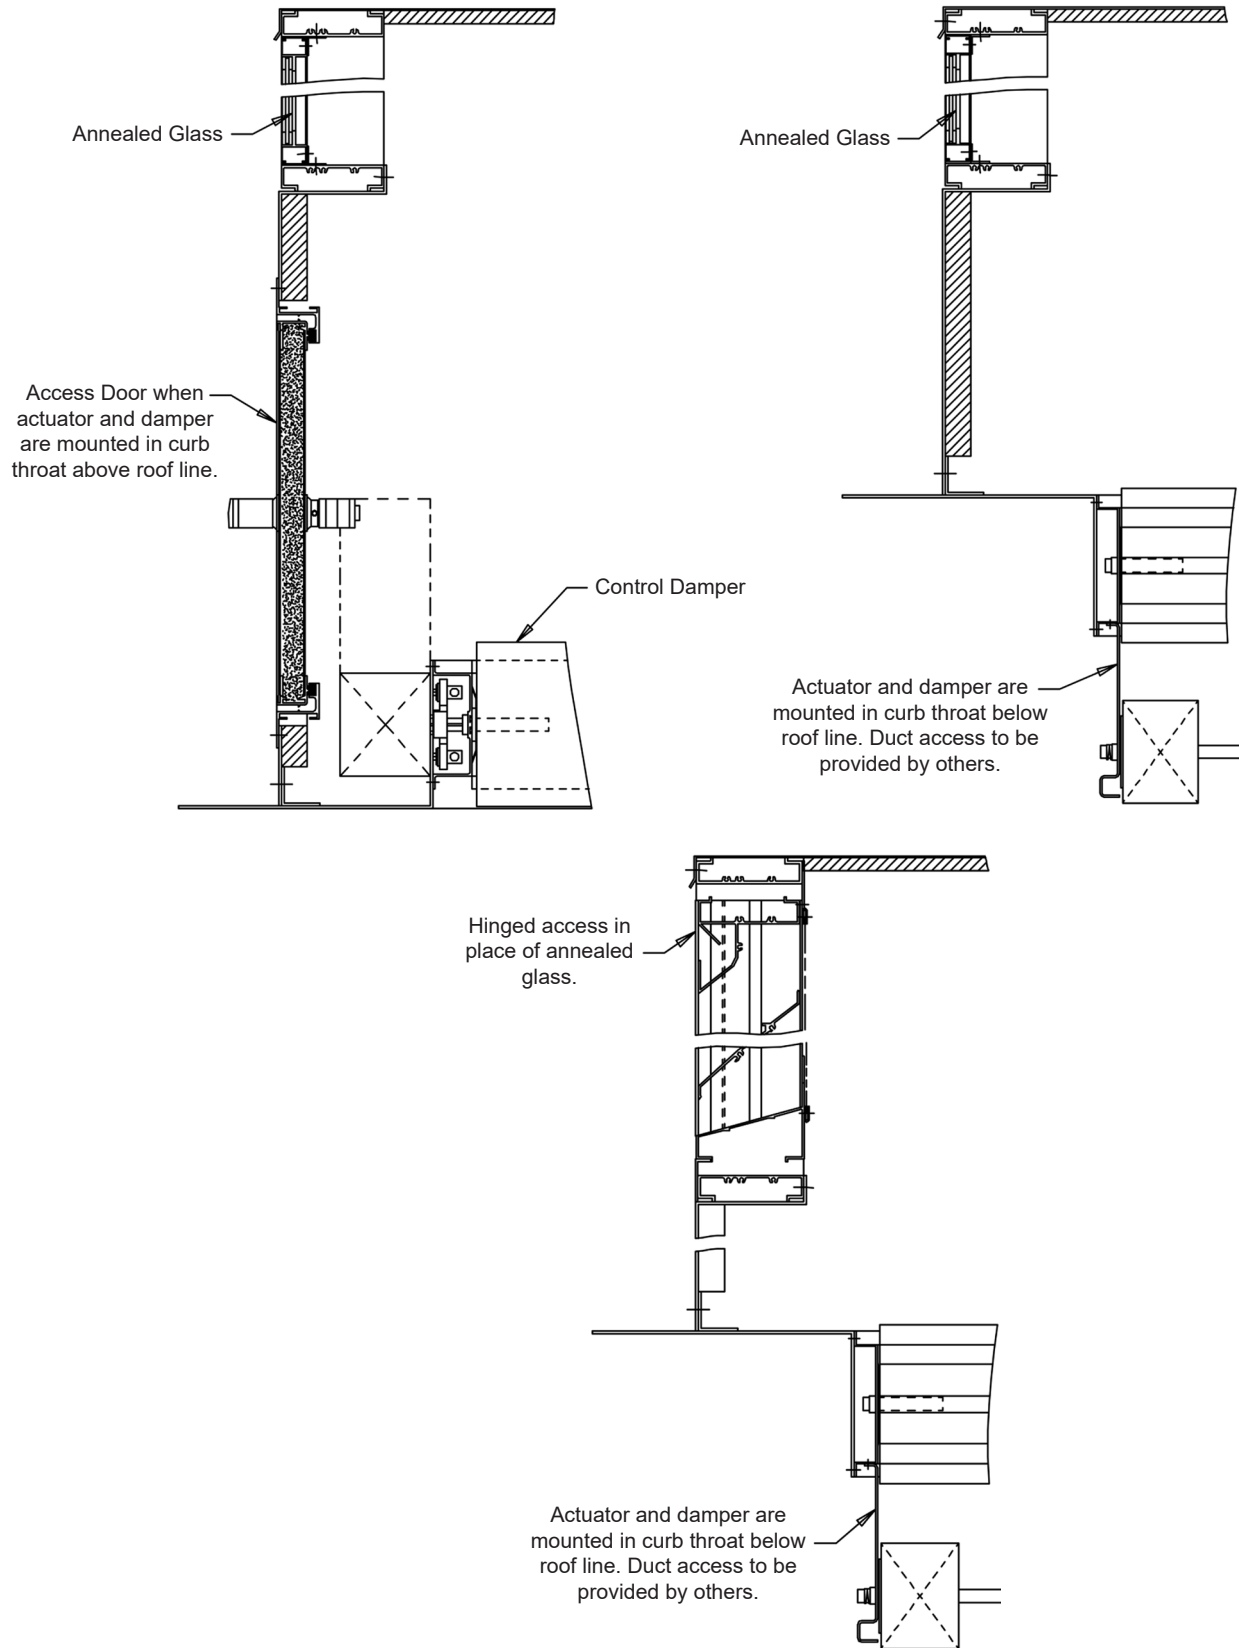 Annealed Glass
Annealed Glass
Access Door when
actuator and damper
are mounted in curb
throat above roof line.
Control Damper
Actuator and damper are
mounted in curb throat below
roof line. Duct access to be
provided by others.
Hinged access in
place of annealed
glass.
Actuator and damper are
mounted in curb throat below
roof line. Duct access to be
provided by others.